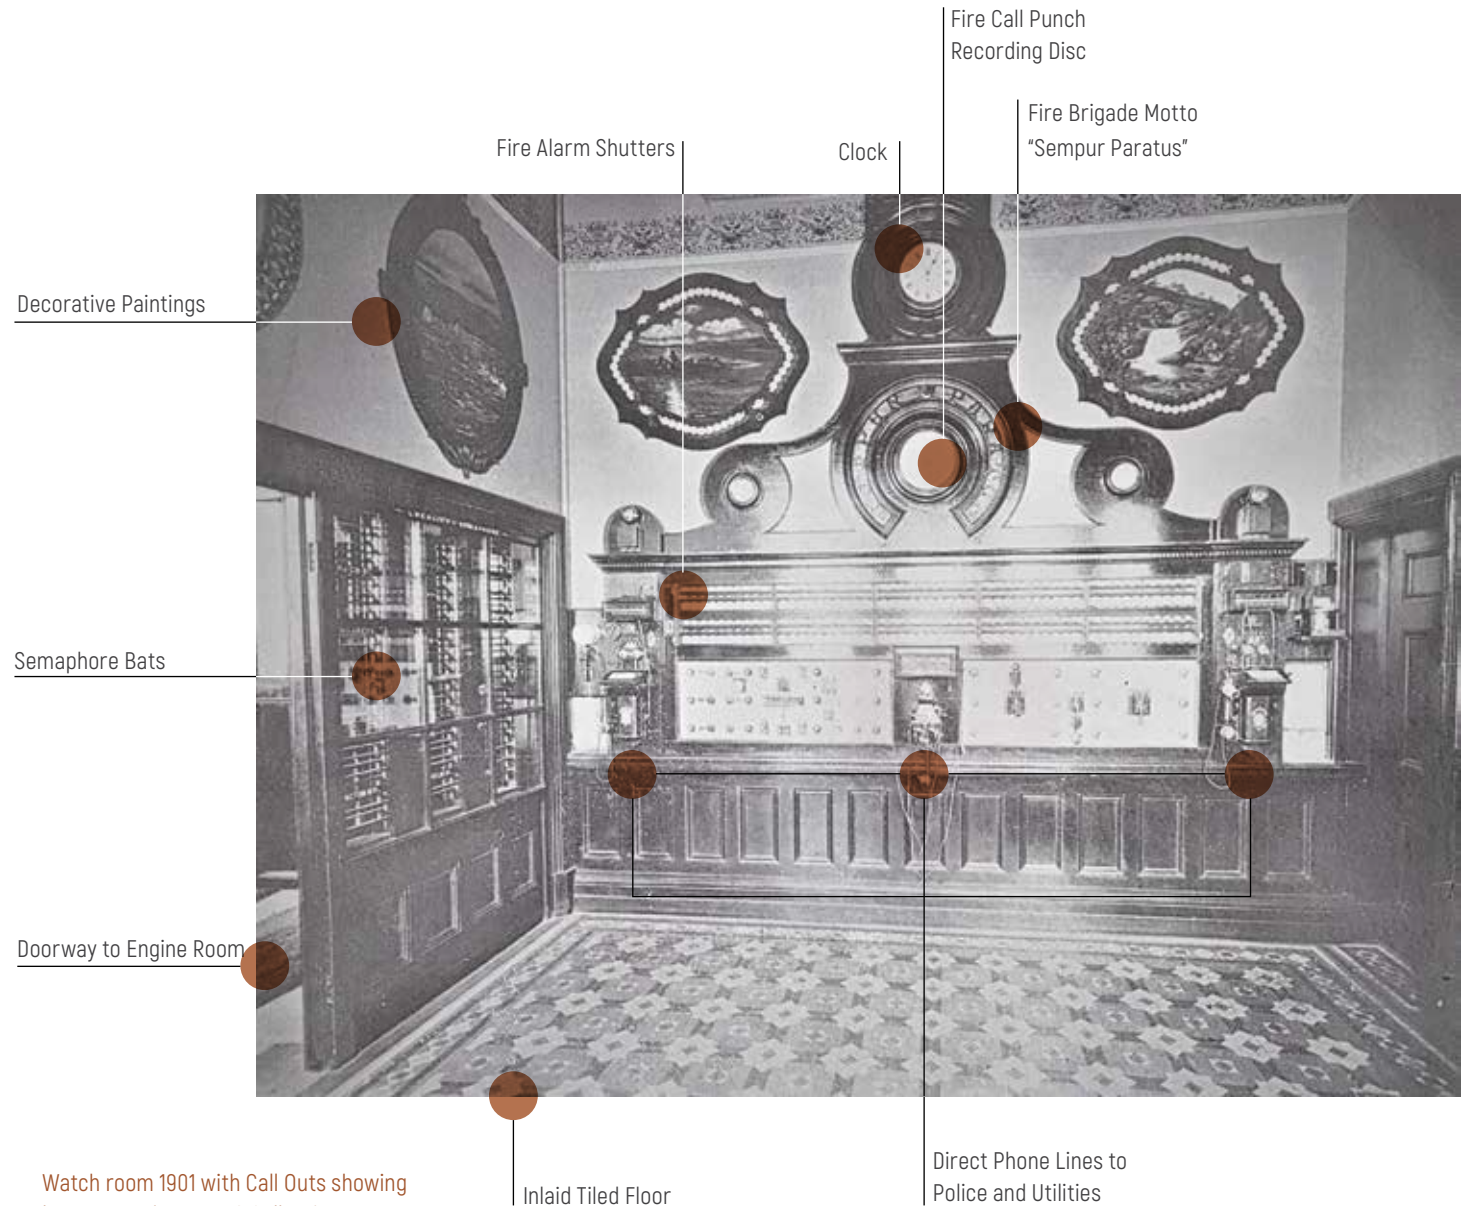 Fire Call Punch
Recording Disc
Fire Brigade Motto
“Sempur Paratus”
Fire Alarm Shutters
Clock
Decorative Paintings
Semaphore Bats
Doorway to Engine Room
Direct Phone Lines to
Police and Utilities
Inlaid Tiled Floor
Watch room 1901 with Call Outs showing